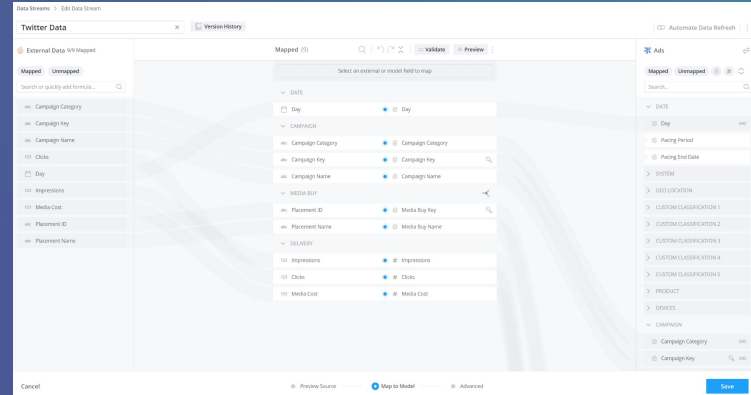 Data Streams > Edit Data Stream
Twitter Data × Version History
Automate Data Refresh
External Data 9/9 Mapped
Mapped Unmapped
Search or quickly add formula...
Campaign Category
Campaign Key
Campaign Name
Clicks
Day
Impressions
Media Cost
Placement ID
Placement Name
Mapped (9) Validate Preview
Select an external or model field to map
DATE
Day Day
CAMPAIGN
Campaign Category Campaign Category
Campaign Key Campaign Key
Campaign Name Campaign Name
MEDIA BUY
Placement ID Media Buy Key
Placement Name Media Buy Name
DELIVERY
Impressions # Impressions
Clicks # Clicks
Media Cost # Media Cost
Ads
Mapped Unmapped #
Search...
DATE
Day
Pacing Period
Pacing End Date
SYSTEM
GEO LOCATION
CUSTOM CLASSIFICATION 1
CUSTOM CLASSIFICATION 2
CUSTOM CLASSIFICATION 3
CUSTOM CLASSIFICATION 4
CUSTOM CLASSIFICATION 5
PRODUCT
DEVICES
CAMPAIGN
Campaign Category
Campaign Key
Cancel
Preview Source Map to Model Advanced
Save